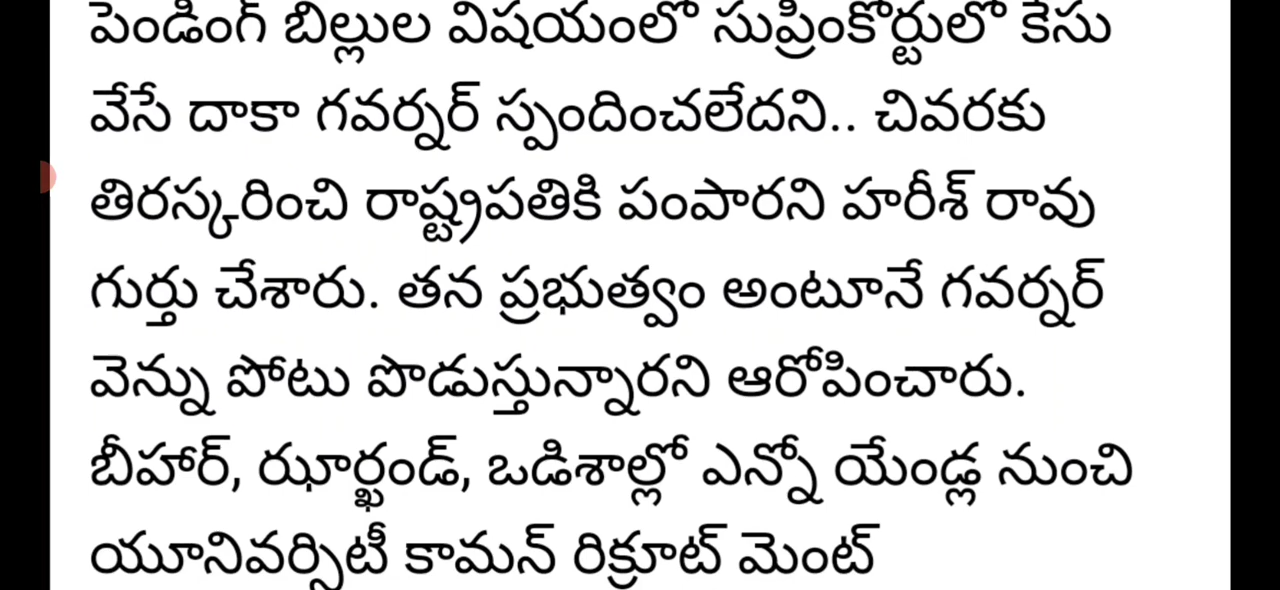 పెండింగ్ బిల్లుల విషయంలో సుప్రీంకోర్టులో కేసు
వేసే దాకా గవర్నర్ స్పందించలేదని.. చివరకు
తిరస్కరించి రాష్ట్రపతికి పంపారని హరీశ్ రావు
గుర్తు చేశారు. తన ప్రభుత్వం అంటూనే గవర్నర్
వెన్ను పోటు పొడుస్తున్నారని ఆరోపించారు.
బీహార్, ఝార్ఖండ్, ఒడిశాల్లో ఎన్నో యేండ్ల నుంచి
యూనివర్సిటీ కామన్ రిక్రూట్ మెంట్